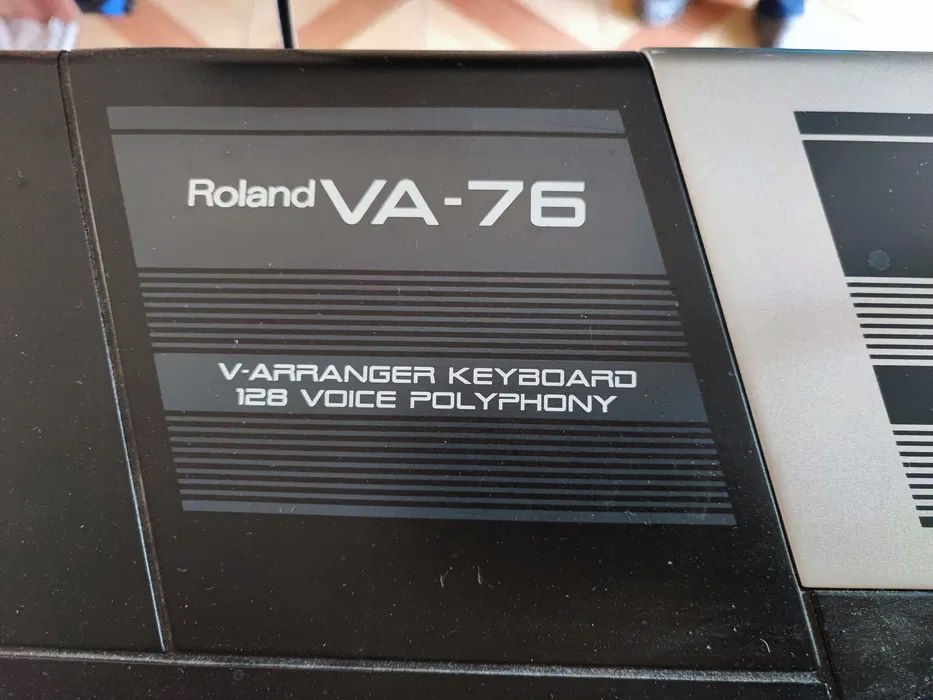 Roland VA-76
V-ARRANGER KEYBOARD
128 VOICE POLYPHONY